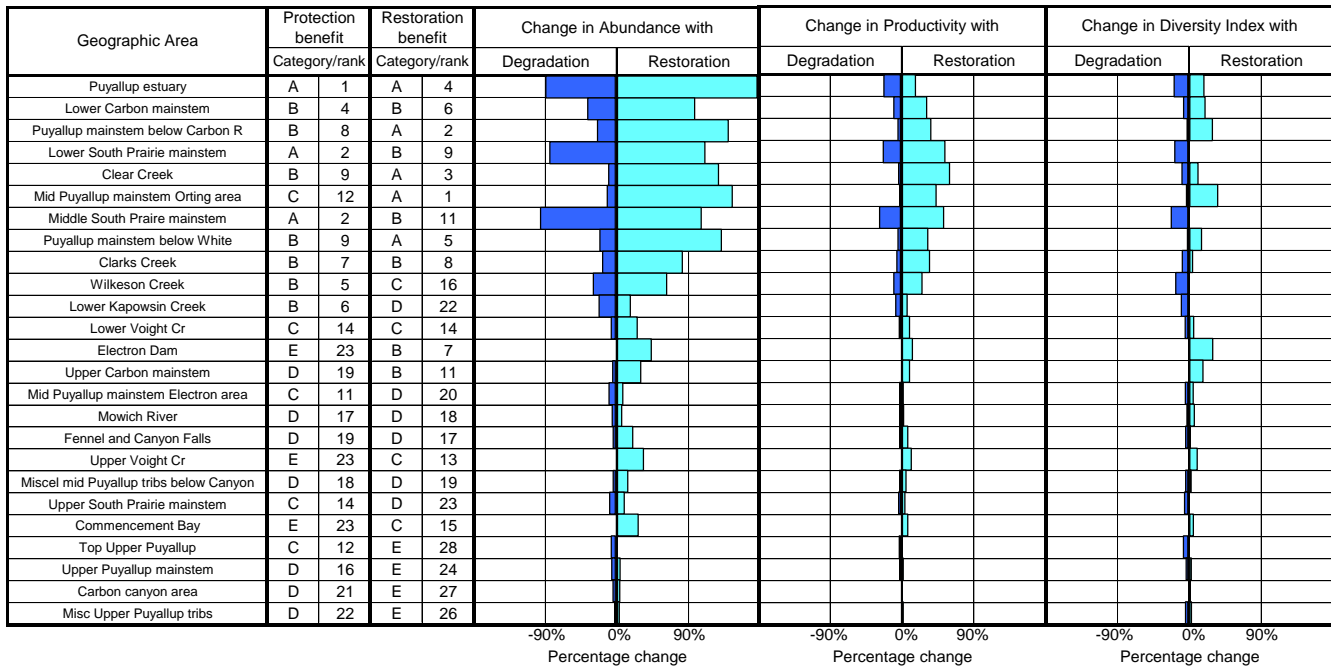 Geographic Area
Protection benefit
Restoration benefit
Change in Abundance with
Change in Productivity with
Change in Diversity Index with
Category/rank Category/rank Degradation Restoration Degradation Restoration Degradation Restoration
Puyallup estuary A 1 A 4
Lower Carbon mainstem B 4 B 6
Puyallup mainstem below Carbon R B 8 A 2
Lower South Prairie mainstem A 2 B 9
Clear Creek B 9 A 3
Mid Puyallup mainstem Orting area C 12 A 1
Middle South Praire mainstem A 2 B 11
Puyallup mainstem below White B 9 A 5
Clarks Creek B 7 B 8
Wilkeson Creek B 5 C 16
Lower Kapowsin Creek B 6 D 22
Lower Voight Cr C 14 C 14
Electron Dam E 23 B 7
Upper Carbon mainstem D 19 B 11
Mid Puyallup mainstem Electron area C 11 D 20
Mowich River D 17 D 18
Fennel and Canyon Falls D 19 D 17
Upper Voight Cr E 23 C 13
Miscel mid Puyallup tribs below Canyon D 18 D 19
Upper South Prairie mainstem C 14 D 23
Commencement Bay E 23 C 15
Top Upper Puyallup C 12 E 28
Upper Puyallup mainstem D 16 E 24
Carbon canyon area D 21 E 27
Misc Upper Puyallup tribs D 22 E 26
-90% 0% 90% -90% 0% 90% -90% 0% 90%
Percentage change Percentage change Percentage change